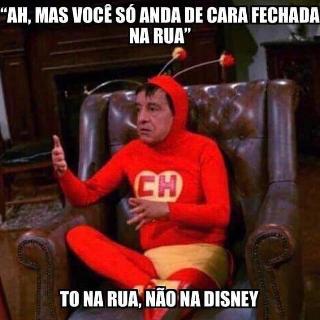 “AH, MAS VOCÊ SÓ ANDA DE CARA FECHADA
NA RUA”
CH
TO NA RUA, NÃO NA DISNEY